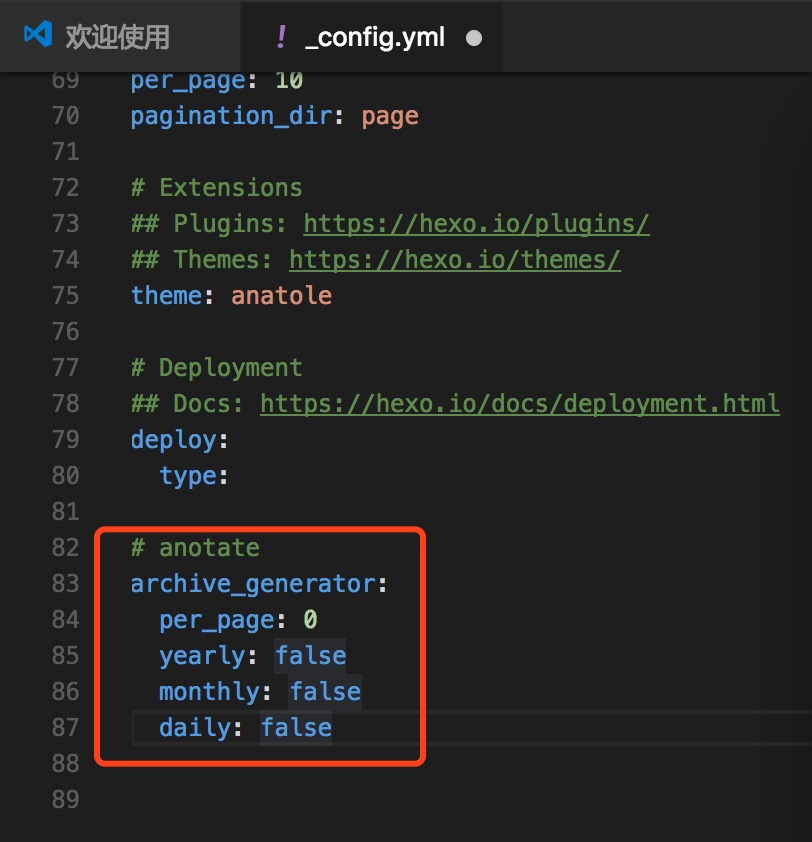 欢迎使用
! _config.yml
69 per_page: 10
70 pagination_dir: page
71
72 # Extensions
73 ## Plugins: https://hexo.io/plugins/
74 ## Themes: https://hexo.io/themes/
75 theme: anatole
76
77 # Deployment
78 ## Docs: https://hexo.io/docs/deployment.html
79 deploy:
80   type:
81
82 # anotate
83 archive_generator:
84   per_page: 0
85   yearly: false
86   monthly: false
87   daily: false
88
89